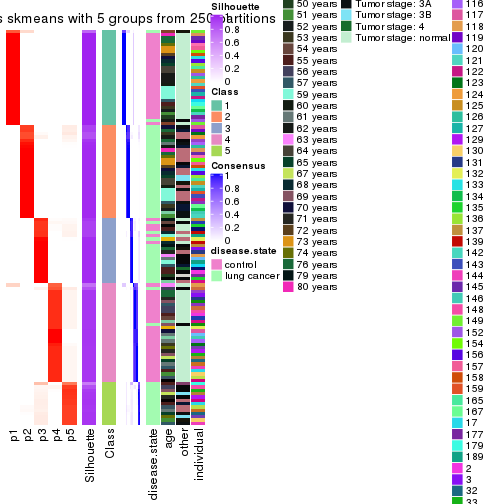 s skmeans with 5 groups from 250 partitions
Silhouette
1
0.8
0.6
0.4
0.2
0
Class
1
2
3
4
5
Consensus
1
0.8
0.6
0.4
0.2
0
disease.state
control
lung cancer
50 years
51 years
52 years
53 years
54 years
55 years
56 years
57 years
58 years
59 years
60 years
61 years
62 years
63 years
64 years
65 years
67 years
68 years
69 years
70 years
71 years
72 years
73 years
74 years
76 years
79 years
80 years
Tumor stage: 3A
Tumor stage: 3B
Tumor stage: 4
Tumor stage: normal
116
117
118
120
121
122
123
124
125
126
127
129
130
131
132
133
134
135
136
137
139
142
143
144
145
146
148
149
152
154
156
157
158
159
165
167
17
177
179
189
2
3
32
33
p1
p2
p3
p4
p5
Silhouette
Class
disease.state
age
other
individual